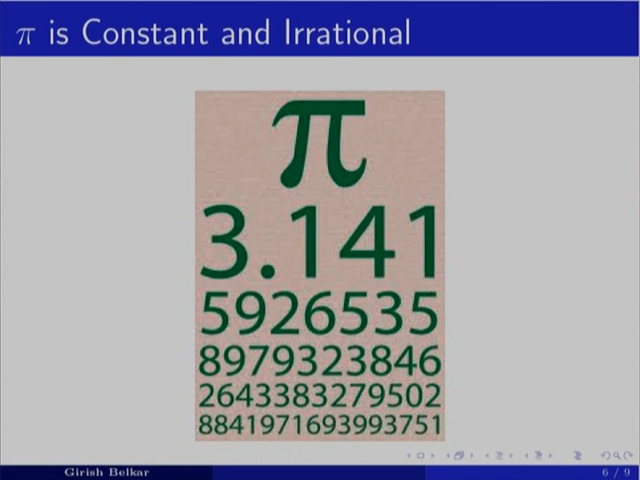 π is Constant and Irrational
π
3.141
5926535
8979323846
2643383279502
8841971693993751
Girish Belkar
6 / 9